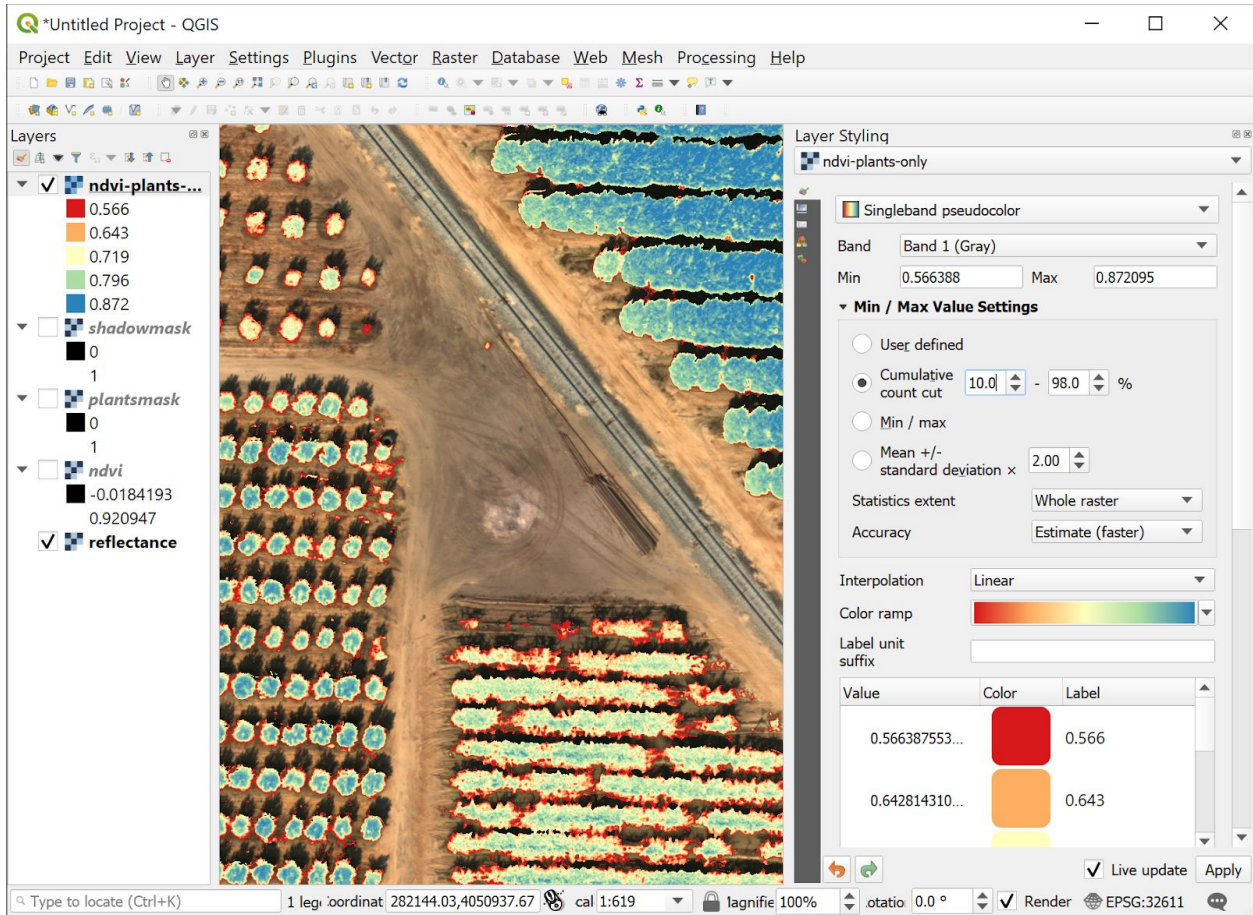 *Untitled Project - QGIS
Project Edit View Layer Settings Plugins Vector Raster Database Web Mesh Processing Help
Layers
ndvi-plants-...
0.566
0.643
0.719
0.796
0.872
shadowmask
0
1
plantsmask
0
1
ndvi
-0.0184193
0.920947
reflectance
Layer Styling
ndvi-plants-only
Singleband pseudocolor
Band Band 1 (Gray)
Min 0.566388 Max 0.872095
Min / Max Value Settings
User defined
Cumulative
count cut 10.0 - 98.0 %
Min / max
Mean +/-
standard deviation × 2.00
Statistics extent Whole raster
Accuracy Estimate (faster)
Interpolation Linear
Color ramp
Label unit
suffix
Value Color Label
0.566387553... 0.566
0.642814310... 0.643
Live update Apply
Type to locate (Ctrl+K) 1 leg oordinat 282144.03,4050937.67 cal 1:619 Magnifie 100% otatio 0.0 ° Render EPSG:32611